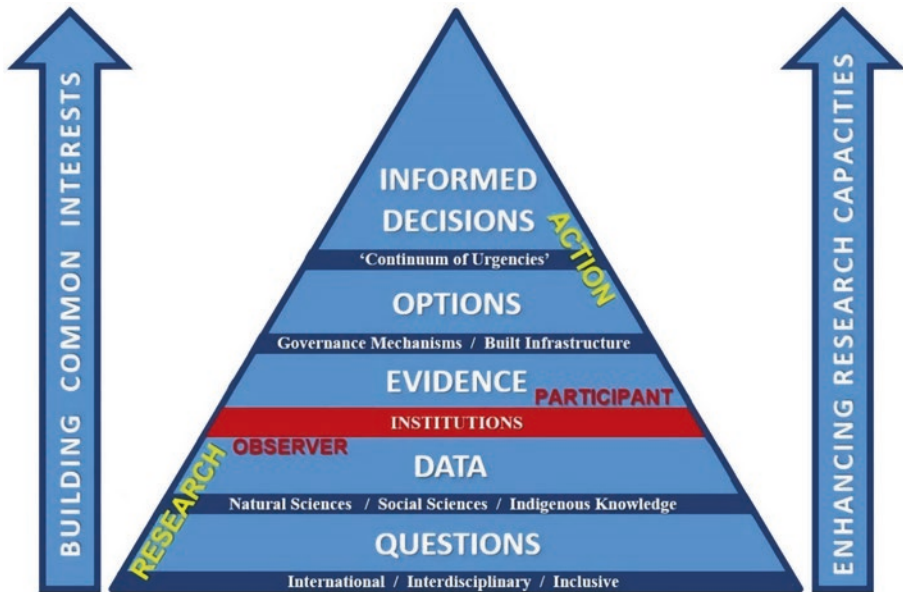 BUILDING COMMON INTERESTS
INFORMED
DECISIONS
'Continuum of Urgencies'
ACTION
OPTIONS
Governance Mechanisms / Built Infrastructure
EVIDENCE
PARTICIPANT
INSTITUTIONS
OBSERVER
RESEARCH
DATA
Natural Sciences / Social Sciences / Indigenous Knowledge
QUESTIONS
International / Interdisciplinary / Inclusive
ENHANCING RESEARCH CAPACITIES